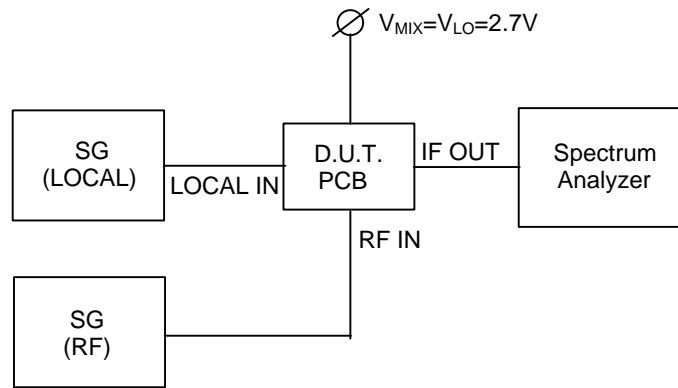 V_MIX=V_LO=2.7V
SG
(LOCAL)
LOCAL IN
D.U.T.
PCB
IF OUT
Spectrum
Analyzer
RF IN
SG
(RF)